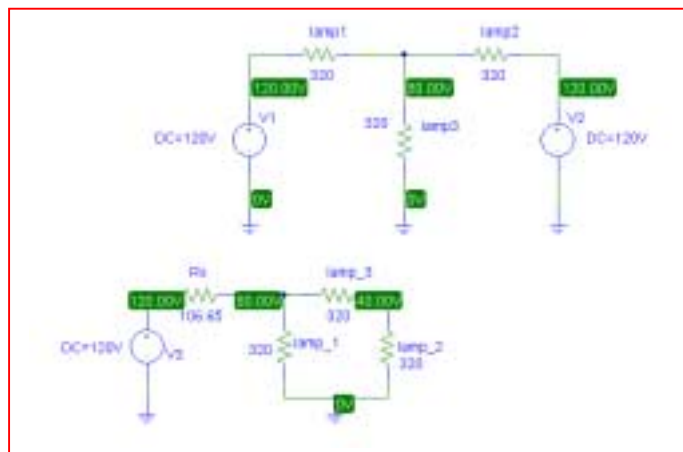 lamp1
lamp2
320
320
120.00V
80.00V
120.00V
V1
320
lamp3
V2
DC=120V
DC=120V
0V
0V
Rs
lamp_3
120.00V
80.00V
40.00V
106.65
320
DC=120V
320
lamp_1
lamp_2
320
0V